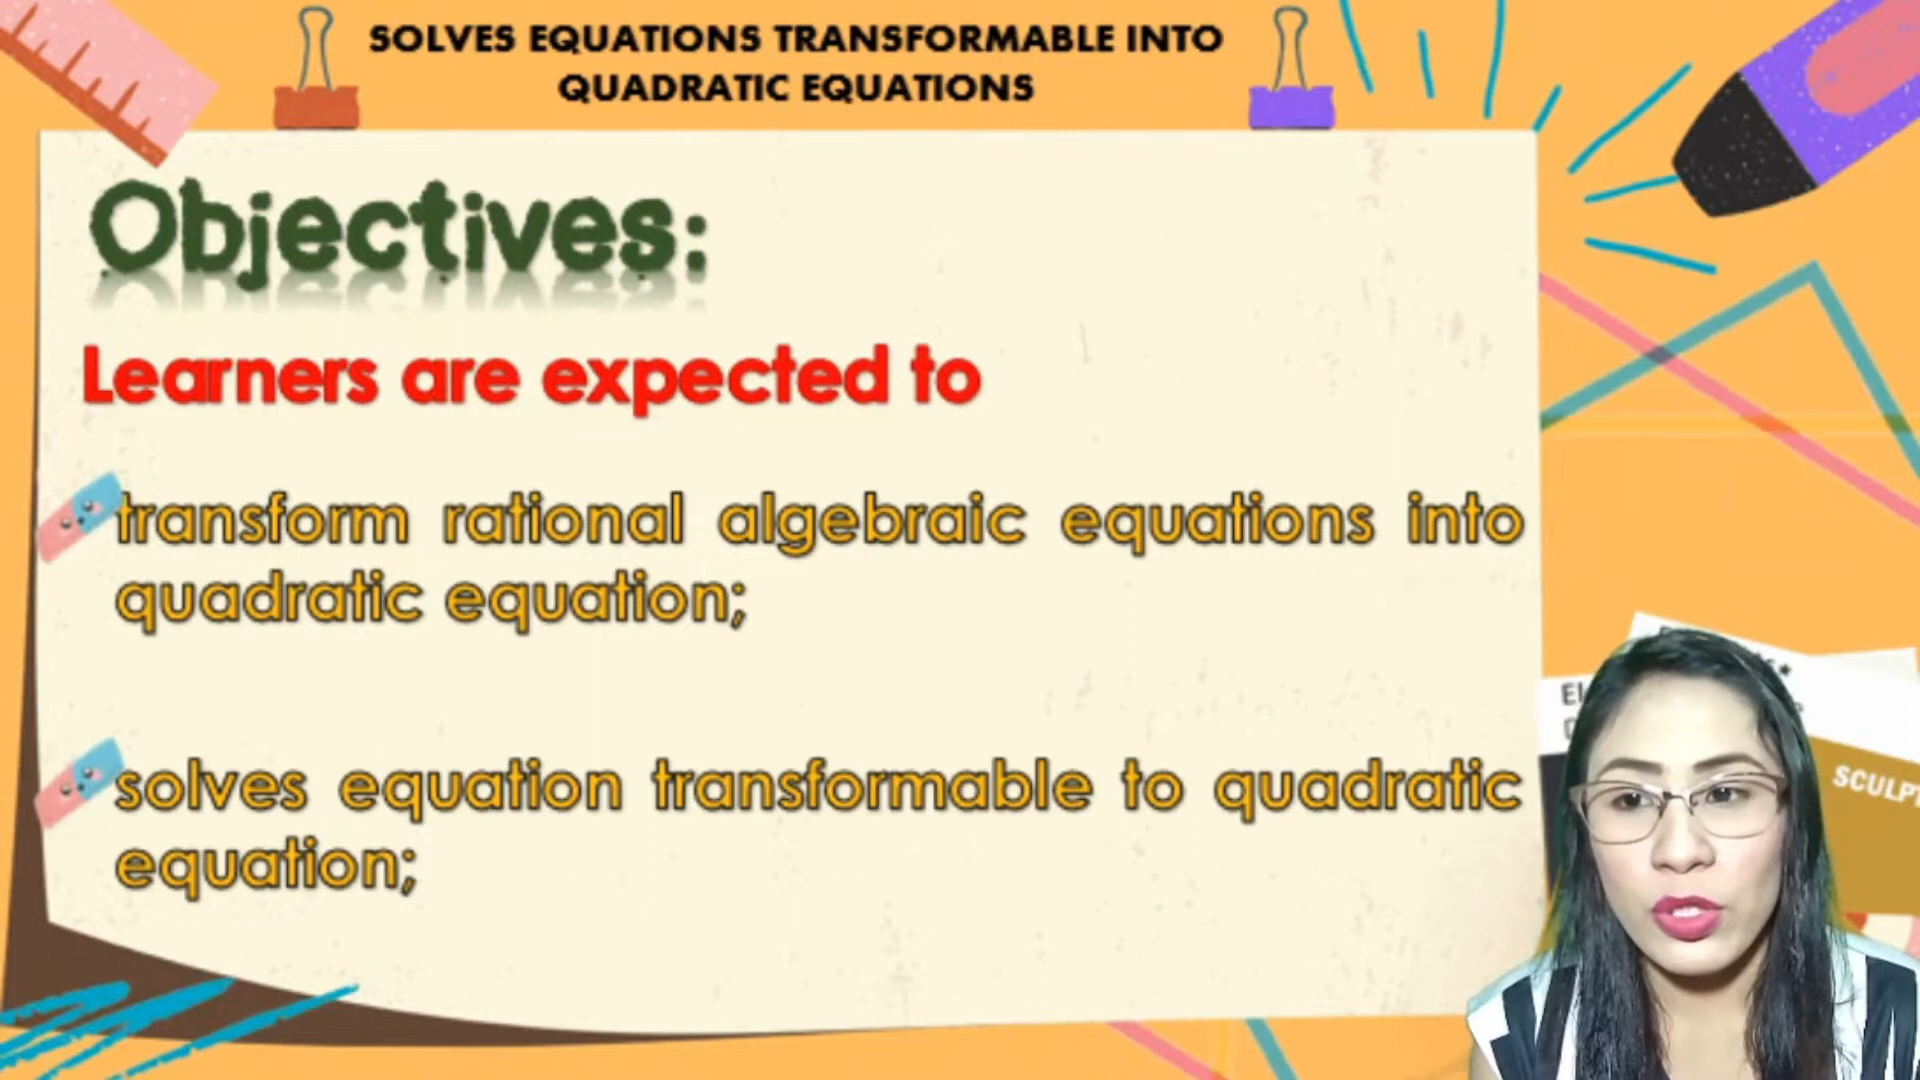 SOLVES EQUATIONS TRANSFORMABLE INTO
QUADRATIC EQUATIONS
Objectives:
Learners are expected to
transform rational algebraic equations into
quadratic equation;
solves equation transformable to quadratic
equation;